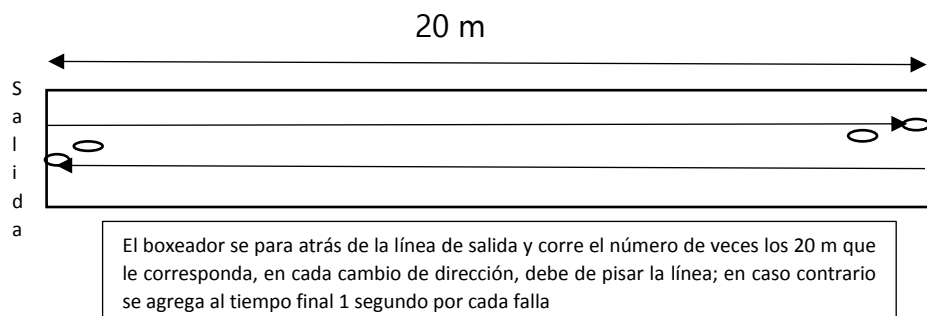 20 m
Salida
El boxeador se para atrás de la línea de salida y corre el número de veces los 20 m que
le corresponda, en cada cambio de dirección, debe de pisar la línea; en caso contrario
se agrega al tiempo final 1 segundo por cada falla